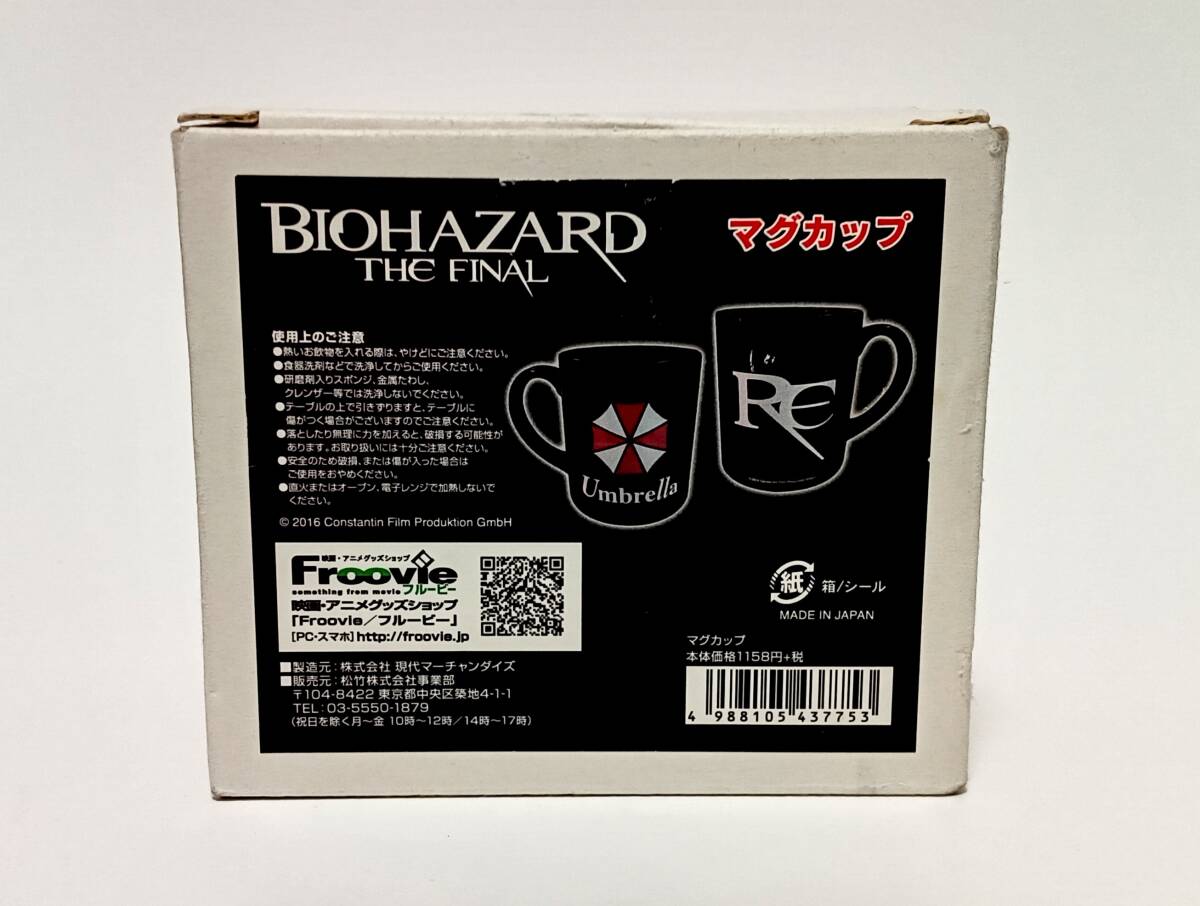 BIOHAZARD
THE FINAL
マグカップ
使用上のご注意
●熱いお飲物を入れる際は、やけどにご注意ください。
●食器洗剤などで洗浄してからご使用ください。
●研磨剤入りスポンジ、金属たわし、
クレンザー等では洗浄しないでください。
●テーブルの上で引きずりますと、テーブルに
傷がつく場合がございますのでご注意ください。
●落としたり無理に力を加えると、破損する可能性が
あります。お取り扱いには十分ご注意ください。
●安全のため破損、または傷が入った場合は
ご使用をおやめください。
●直火またはオーブン、電子レンジで加熱しないで
ください。
© 2016 Constantin Film Produktion GmbH
Umbrella
RE
映画・アニメグッズショップ
Froovie
something from movie フルービー
映画・アニメグッズショップ
「Froovie/フルービー」
[PC・スマホ] http://froovie.jp
■製造元:株式会社 現代マーチャンダイズ
■販売元:松竹株式会社事業部
〒104-8422 東京都中央区築地4-1-1
TEL:03-5550-1879
(祝日を除く月～金 10時～12時/14時～17時)
紙 箱/シール
MADE IN JAPAN
マグカップ
本体価格1158円+税
4 988105 437753